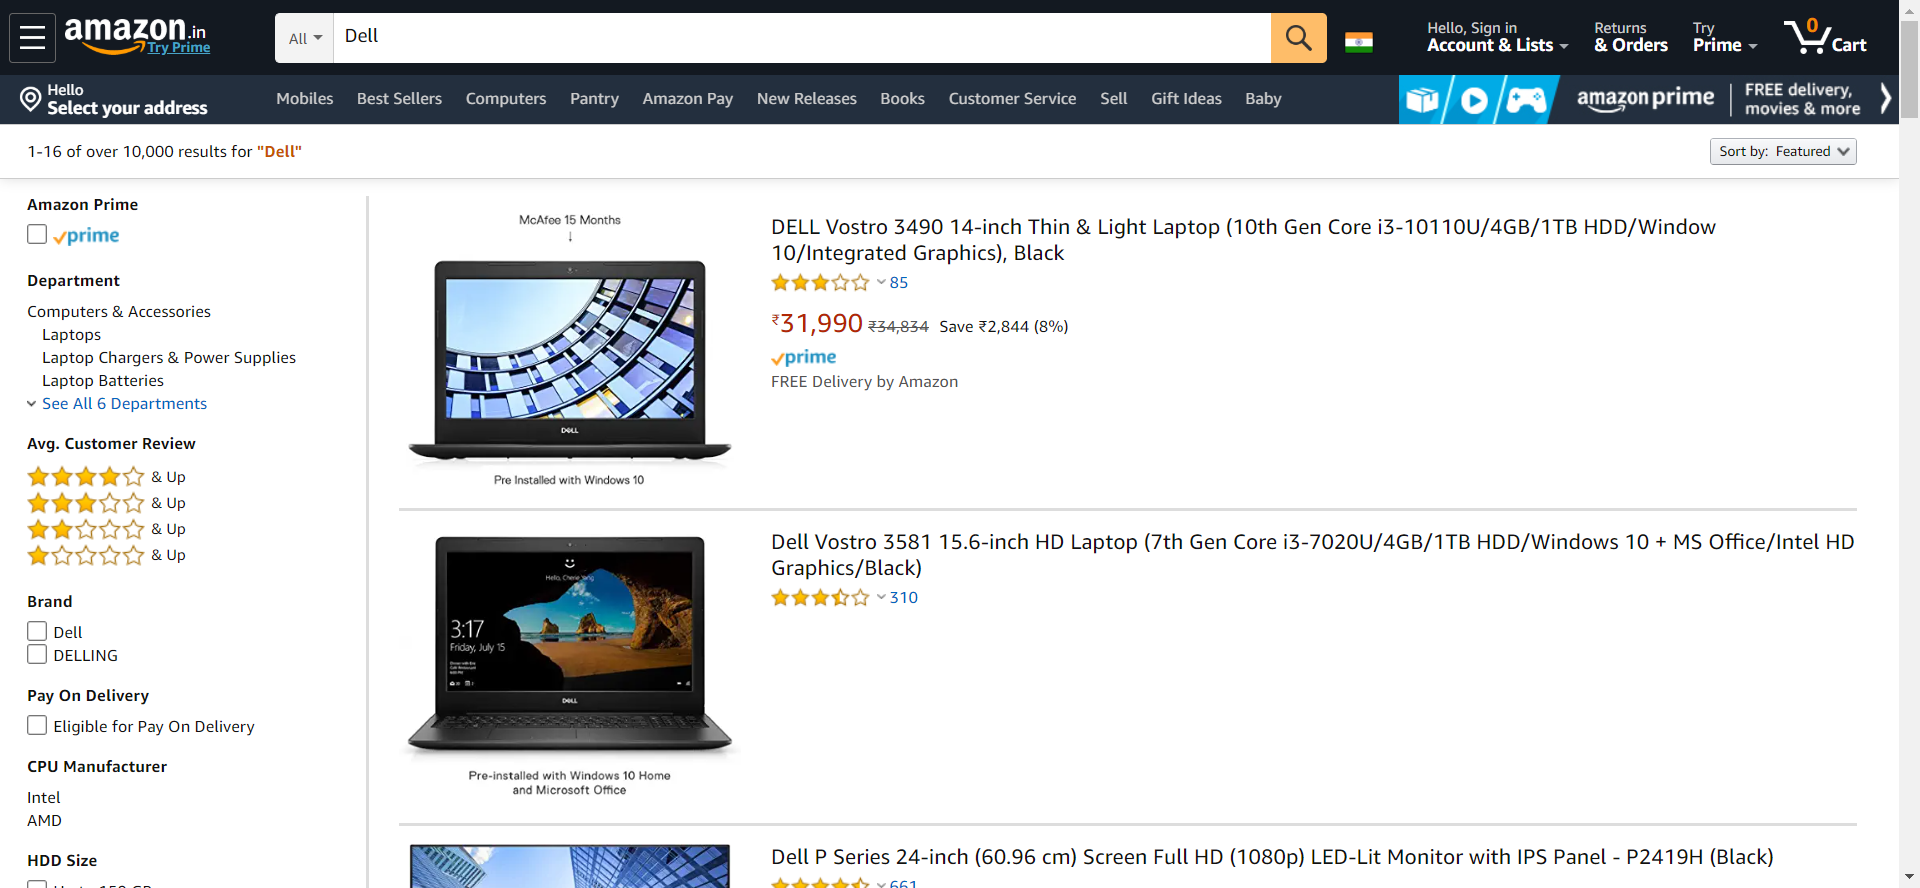 amazon.in
Try Prime
All
Dell
Hello, Sign in
Account & Lists
Returns
& Orders
Try
Prime
0
Cart
Hello
Select your address
Mobiles
Best Sellers
Computers
Pantry
Amazon Pay
New Releases
Books
Customer Service
Sell
Gift Ideas
Baby
amazon prime
FREE delivery,
movies & more
1-16 of over 10,000 results for "Dell"
Sort by: Featured
Amazon Prime
prime
Department
Computers & Accessories
Laptops
Laptop Chargers & Power Supplies
Laptop Batteries
See All 6 Departments
Avg. Customer Review
& Up
& Up
& Up
& Up
Brand
Dell
DELLING
Pay On Delivery
Eligible for Pay On Delivery
CPU Manufacturer
Intel
AMD
HDD Size
McAfee 15 Months
DELL
Pre Installed with Windows 10
DELL Vostro 3490 14-inch Thin & Light Laptop (10th Gen Core i3-10110U/4GB/1TB HDD/Window
10/Integrated Graphics), Black
85
₹31,990 ₹34,834 Save ₹2,844 (8%)
prime
FREE Delivery by Amazon
Hello, Cherie Yang
3:17
Friday, July 15
DELL
Pre-installed with Windows 10 Home
and Microsoft Office
Dell Vostro 3581 15.6-inch HD Laptop (7th Gen Core i3-7020U/4GB/1TB HDD/Windows 10 + MS Office/Intel HD
Graphics/Black)
310
Dell P Series 24-inch (60.96 cm) Screen Full HD (1080p) LED-Lit Monitor with IPS Panel - P2419H (Black)
661